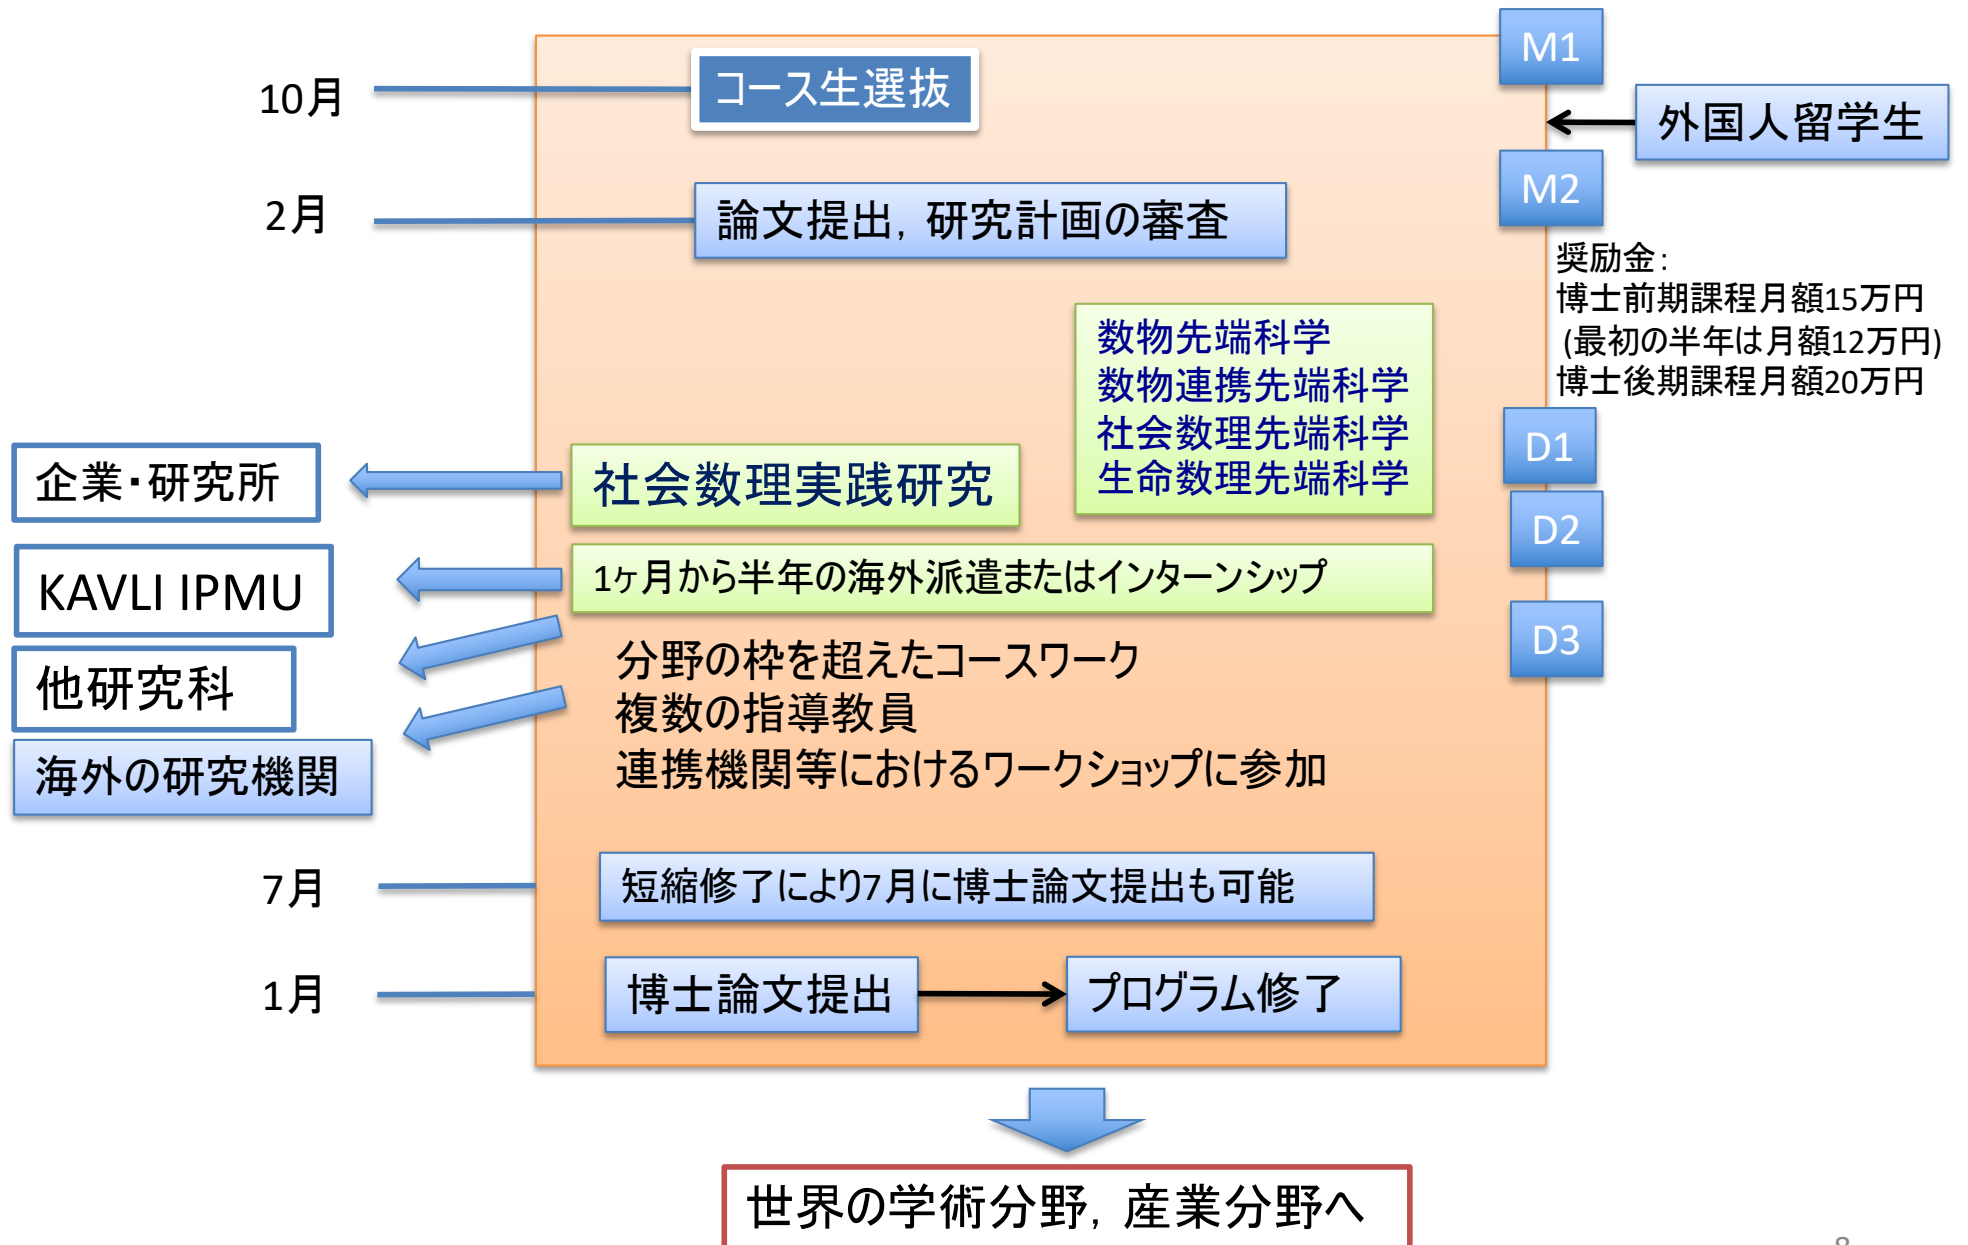 M1
10月
コース生選抜
外国人留学生
M2
2月
論文提出，研究計画の審査
奨励金：
博士前期課程月額15万円
(最初の半年は月額12万円)
博士後期課程月額20万円
数物先端科学
数物連携先端科学
社会数理先端科学
生命数理先端科学
D1
企業・研究所
社会数理実践研究
D2
KAVLI IPMU
1ヶ月から半年の海外派遣またはインターンシップ
D3
他研究科
分野の枠を超えたコースワーク
複数の指導教員
連携機関等におけるワークショップに参加
海外の研究機関
7月
短縮修了により7月に博士論文提出も可能
1月
博士論文提出
プログラム修了
世界の学術分野，産業分野へ
8